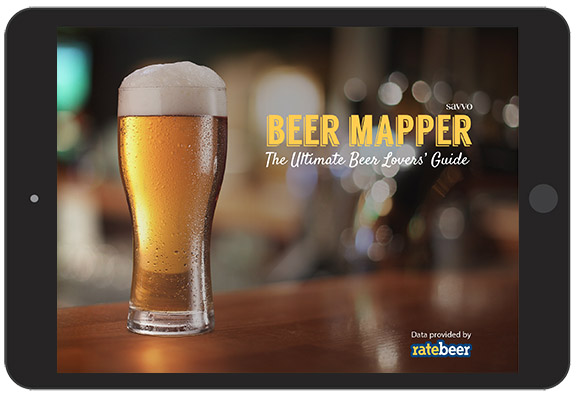 savvo
BEER MAPPER
The Ultimate Beer Lovers' Guide
Data provided by
ratebeer